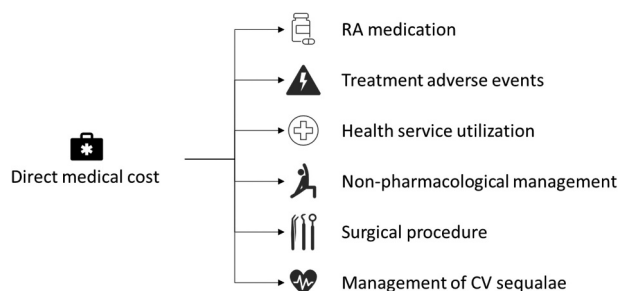 RA medication
Treatment adverse events
Health service utilization
Direct medical cost
Non-pharmacological management
Surgical procedure
Management of CV sequalae